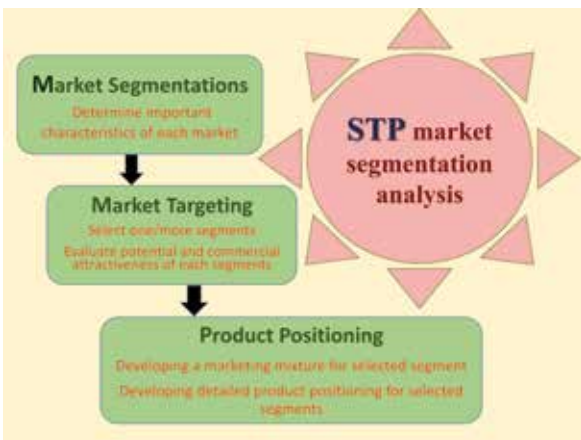 Market Segmentations
Determine important
characteristics of each market
STP market
segmentation
analysis
Market Targeting
Select one/more segments
Evaluate potential and commercial
attractiveness of each segments
Product Positioning
Developing a marketing mixture for selected segment
Developing detailed product positioning for selected
segments